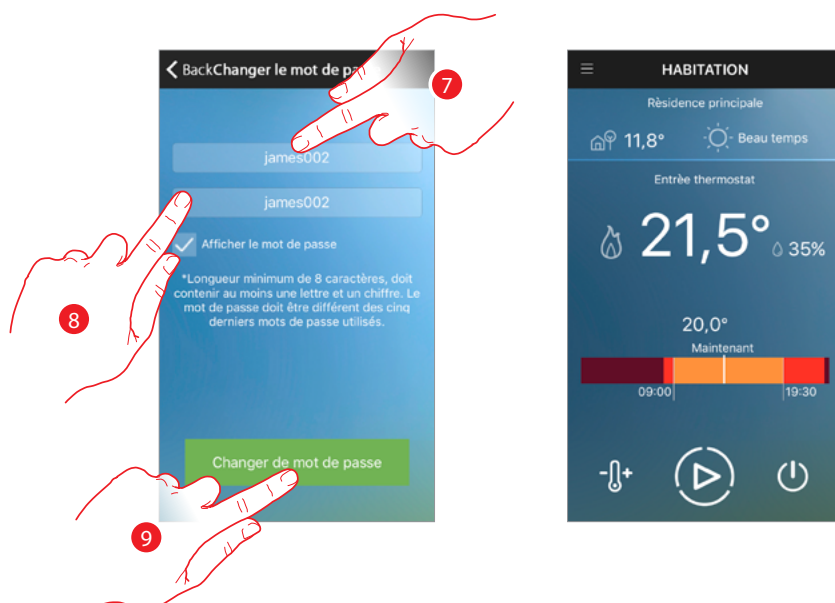 BackChanger le mot de pa
7
james002
james002
Afficher le mot de passe
*Longueur minimum de 8 caractères, doit
contenir au moins une lettre et un chiffre. Le
mot de passe doit être différent des cinq
derniers mots de passe utilisés.
8
Changer de mot de passe
9
HABITATION
Rèsidence principale
11,8° Beau temps
Entrèe thermostat
21,5° 35%
20,0°
Maintenant
09:00 19:30
-+